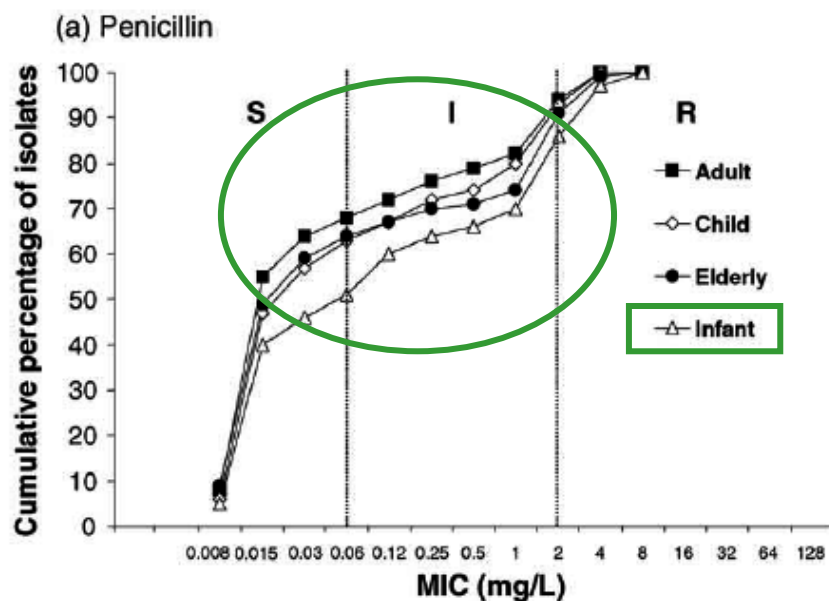 (a) Penicillin
Cumulative percentage of isolates
100
90
80
70
60
50
40
30
20
10
0
S I R
Adult
Child
Elderly
Infant
0.008 0.015 0.03 0.06 0.12 0.25 0.5 1 2 4 8 16 32 64 128
MIC (mg/L)